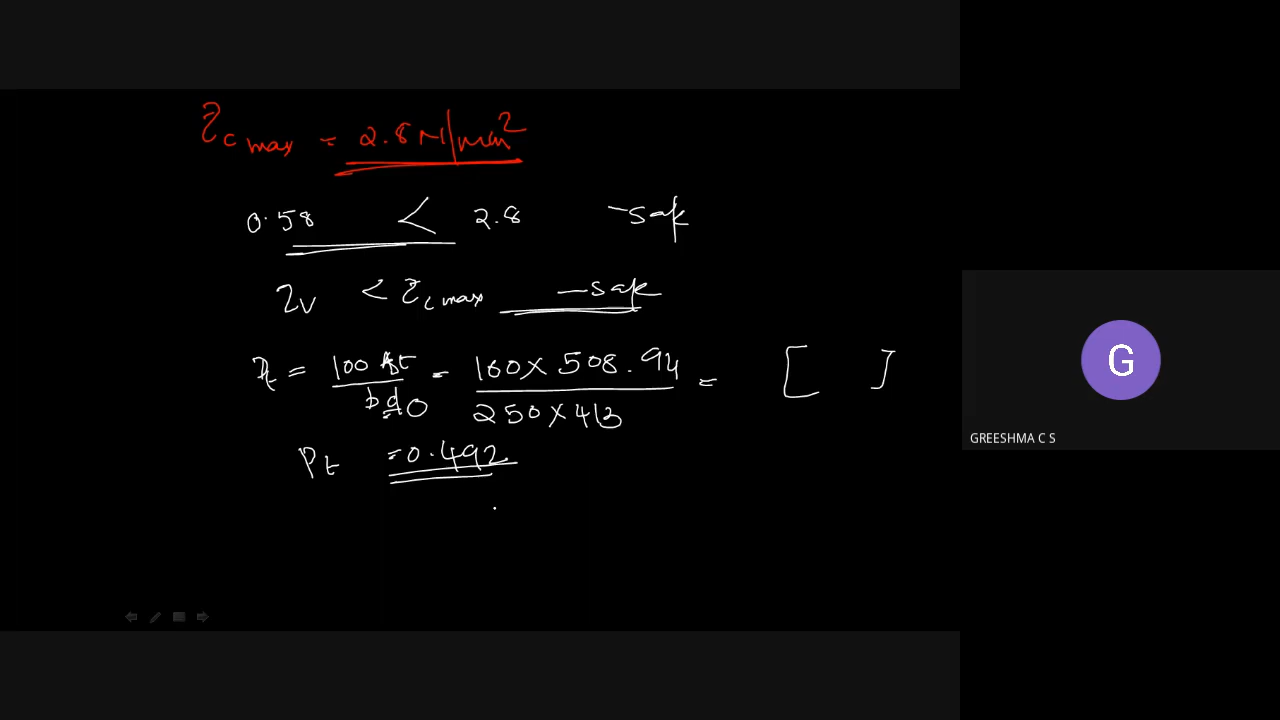 τc max = 2.8 N/mm²
0.58 < 2.8 -safe
τv < τc max -safe
Pt = 100 Ast / bd = 100 x 508.94 / 250 x 413 = [ ]
Pt = 0.492
G
GREESHMA C S